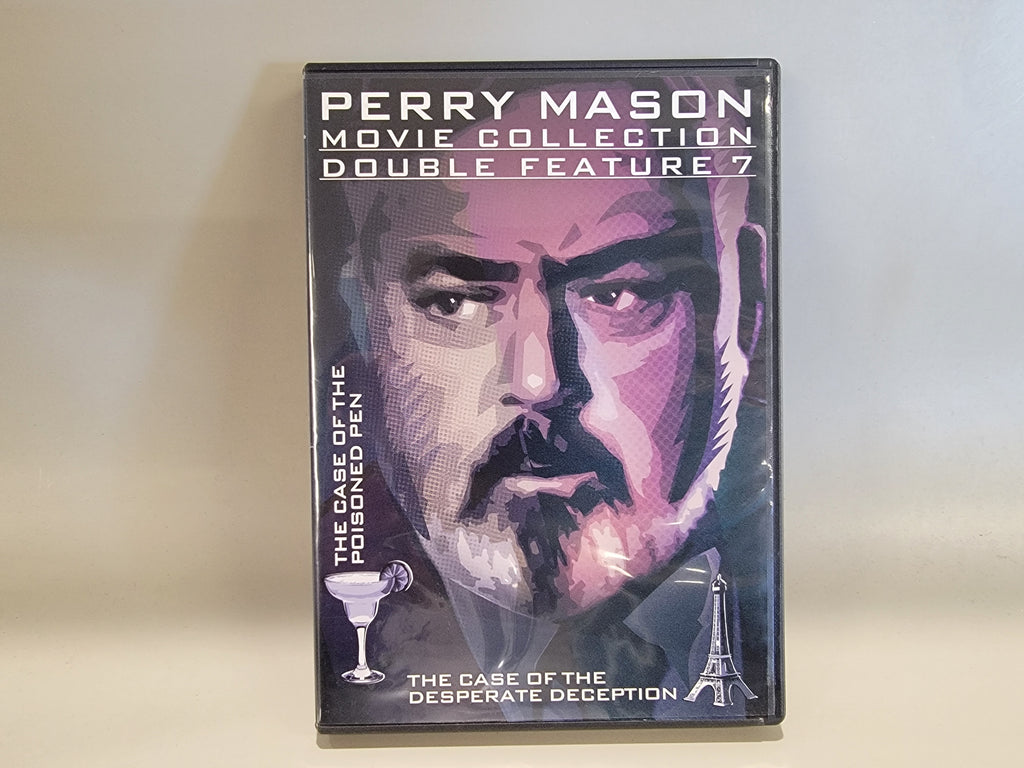 PERRY MASON
MOVIE COLLECTION
DOUBLE FEATURE 7
THE CASE OF THE
POISONED PEN
THE CASE OF THE
DESPERATE DECEPTION